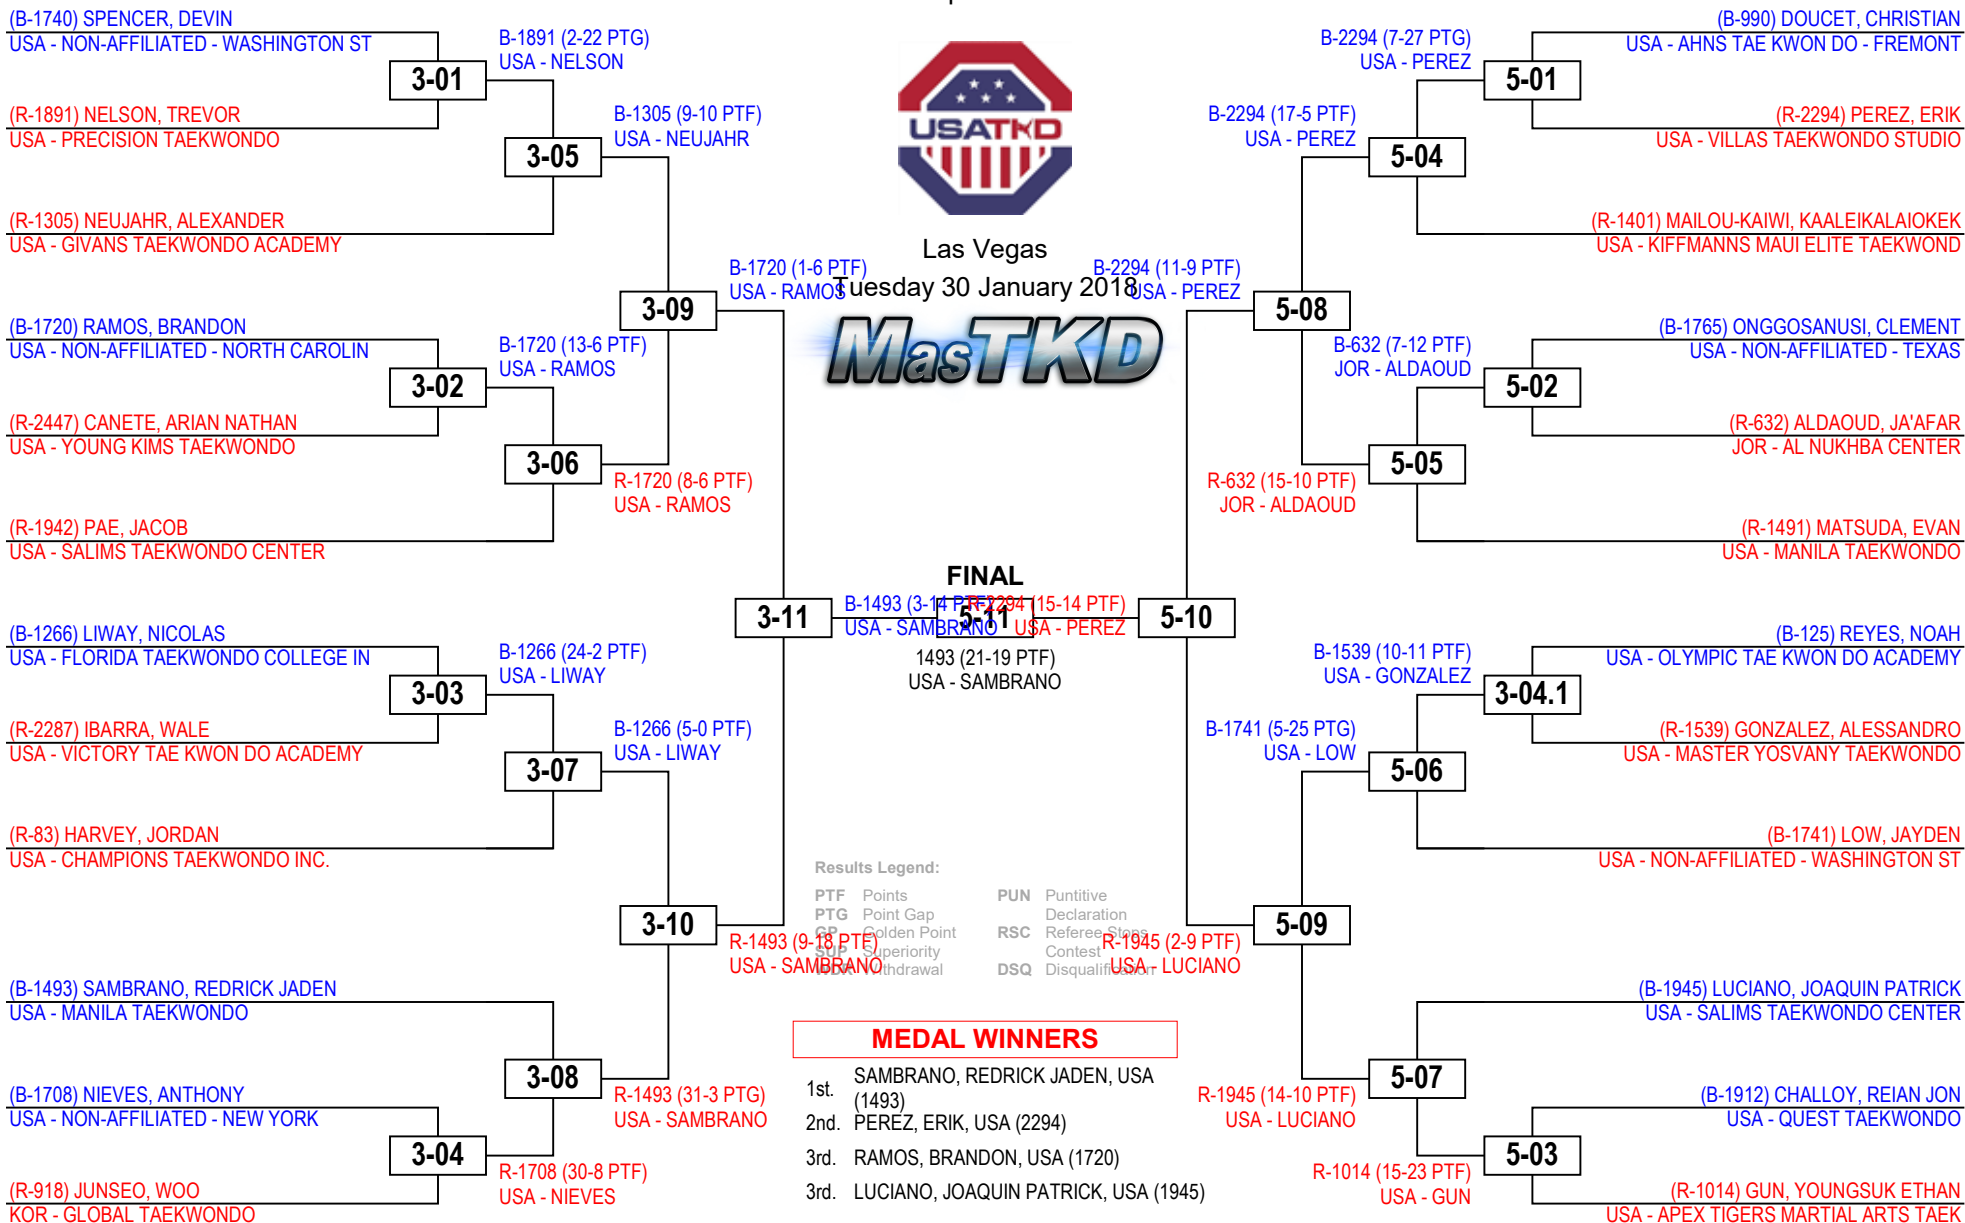 (B-1740) SPENCER, DEVIN
USA - NON-AFFILIATED - WASHINGTON ST
3-01
(R-1891) NELSON, TREVOR
USA - PRECISION TAEKWONDO
B-1891 (2-22 PTG)
USA - NELSON
3-05
(R-1305) NEUJAHR, ALEXANDER
USA - GIVANS TAEKWONDO ACADEMY
B-1305 (9-10 PTF)
USA - NEUJAHR
3-09
(B-1720) RAMOS, BRANDON
USA - NON-AFFILIATED - NORTH CAROLIN
3-02
(R-2447) CANETE, ARIAN NATHAN
USA - YOUNG KIMS TAEKWONDO
B-1720 (13-6 PTF)
USA - RAMOS
3-06
(R-1942) PAE, JACOB
USA - SALIMS TAEKWONDO CENTER
R-1720 (8-6 PTF)
USA - RAMOS
B-1720 (1-6 PTF)
USA - RAMOS
3-11
(B-1266) LIWAY, NICOLAS
USA - FLORIDA TAEKWONDO COLLEGE IN
3-03
(R-2287) IBARRA, WALE
USA - VICTORY TAE KWON DO ACADEMY
B-1266 (24-2 PTF)
USA - LIWAY
3-07
(R-83) HARVEY, JORDAN
USA - CHAMPIONS TAEKWONDO INC.
B-1266 (5-0 PTF)
USA - LIWAY
3-10
R-1493 (9-18 PTF)
USA - SAMBRANO
(B-1493) SAMBRANO, REDRICK JADEN
USA - MANILA TAEKWONDO
3-08
R-1493 (31-3 PTG)
USA - SAMBRANO
(B-1708) NIEVES, ANTHONY
USA - NON-AFFILIATED - NEW YORK
3-04
R-1708 (30-8 PTF)
USA - NIEVES
(R-918) JUNSEO, WOO
KOR - GLOBAL TAEKWONDO
USATKD
Las Vegas
Tuesday 30 January 2018
MasTKD
FINAL
B-1493 (3-14 PTF)
USA - SAMBRANO
5-11
R-2294 (15-14 PTF)
USA - PEREZ
1493 (21-19 PTF)
USA - SAMBRANO
Results Legend:
PTF Points
PTG Point Gap
GP Golden Point
SUP Superiority
WDR Withdrawal
PUN Puntitive
Declaration
RSC Referee Stops
Contest
DSQ Disqualification
MEDAL WINNERS
1st. SAMBRANO, REDRICK JADEN, USA
(1493)
2nd. PEREZ, ERIK, USA (2294)
3rd. RAMOS, BRANDON, USA (1720)
3rd. LUCIANO, JOAQUIN PATRICK, USA (1945)
(B-990) DOUCET, CHRISTIAN
USA - AHNS TAE KWON DO - FREMONT
5-01
(R-2294) PEREZ, ERIK
USA - VILLAS TAEKWONDO STUDIO
B-2294 (7-27 PTG)
USA - PEREZ
5-04
(R-1401) MAILOU-KAIWI, KAALEIKALAIOKEK
USA - KIFFMANNS MAUI ELITE TAEKWOND
B-2294 (17-5 PTF)
USA - PEREZ
5-08
B-2294 (11-9 PTF)
USA - PEREZ
(B-1765) ONGGOSANUSI, CLEMENT
USA - NON-AFFILIATED - TEXAS
5-02
(R-632) ALDAOUD, JA'AFAR
JOR - AL NUKHBA CENTER
B-632 (7-12 PTF)
JOR - ALDAOUD
5-05
R-632 (15-10 PTF)
JOR - ALDAOUD
(R-1491) MATSUDA, EVAN
USA - MANILA TAEKWONDO
5-10
(B-125) REYES, NOAH
USA - OLYMPIC TAE KWON DO ACADEMY
3-04.1
(R-1539) GONZALEZ, ALESSANDRO
USA - MASTER YOSVANY TAEKWONDO
B-1539 (10-11 PTF)
USA - GONZALEZ
5-06
B-1741 (5-25 PTG)
USA - LOW
(B-1741) LOW, JAYDEN
USA - NON-AFFILIATED - WASHINGTON ST
5-09
R-1945 (2-9 PTF)
USA - LUCIANO
(B-1945) LUCIANO, JOAQUIN PATRICK
USA - SALIMS TAEKWONDO CENTER
5-07
R-1945 (14-10 PTF)
USA - LUCIANO
(B-1912) CHALLOY, REIAN JON
USA - QUEST TAEKWONDO
5-03
R-1014 (15-23 PTF)
USA - GUN
(R-1014) GUN, YOUNGSUK ETHAN
USA - APEX TIGERS MARTIAL ARTS TAEK